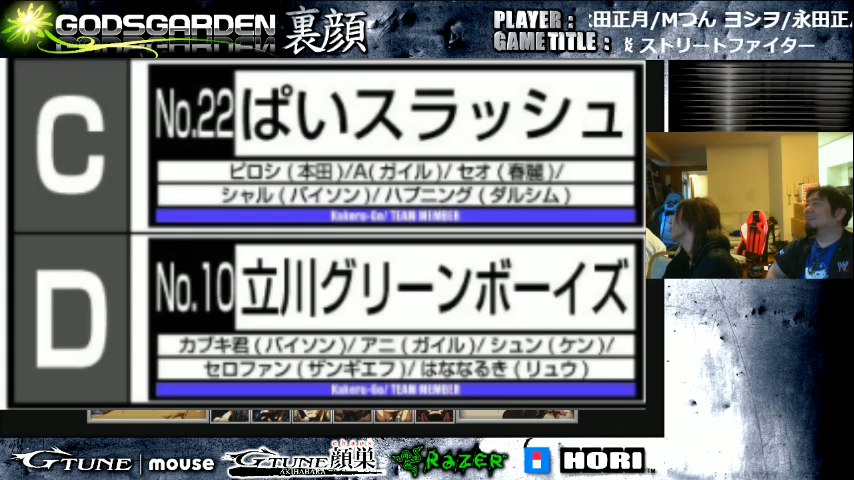 GODSGARDEN 裏顔
PLAYER : 田正月/Mつん ヨシヲ/永田正
GAME TITLE : ストリートファイター
C
No.22 ぱいスラッシュ
ピロシ(本田)/A(ガイル)/セオ(春麗)/
シャル(バイソン)/ハプニング(ダルシム)
Kakeru-Go/ TEAM MEMBER
D
No.10 立川グリーンボーイズ
カブキ君(バイソン)/アニ(ガイル)/シュン(ケン)/
セロファン(ザンギエフ)/はななるき(リュウ)
Kakeru-Go/ TEAM MEMBER
G TUNE | mouse G TUNE AKIHABARA chaos 顔巣 RAZER HORI